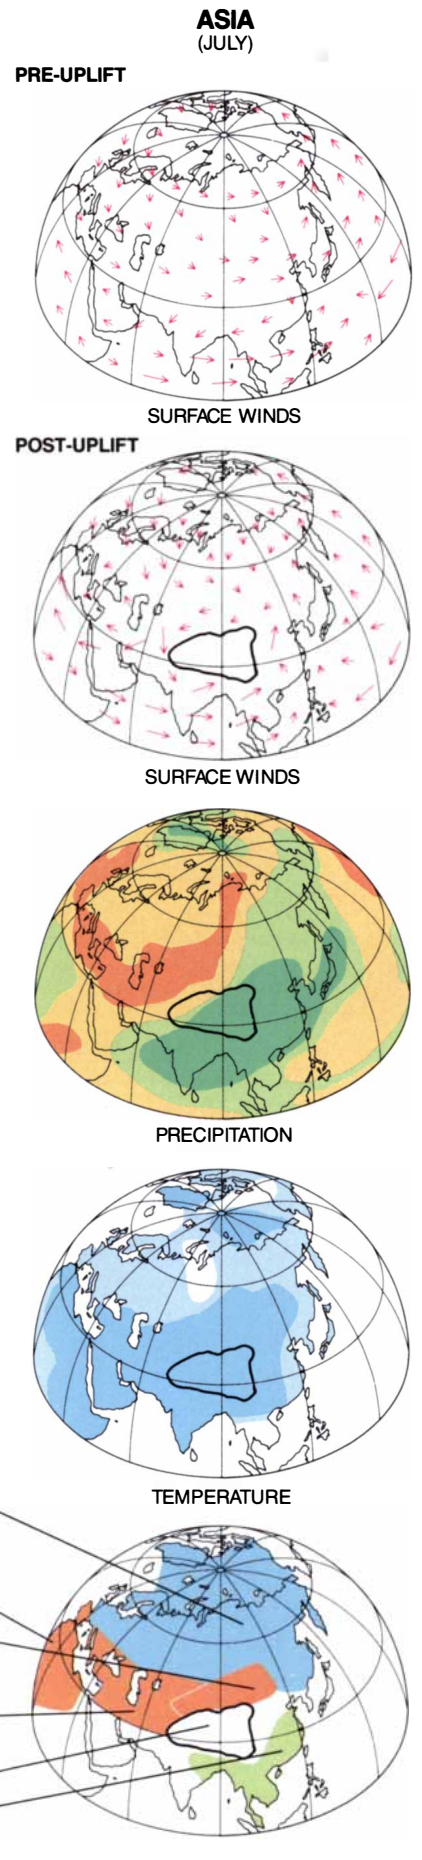 ASIA
(JULY)
PRE-UPLIFT
SURFACE WINDS
POST-UPLIFT
SURFACE WINDS
PRECIPITATION
TEMPERATURE